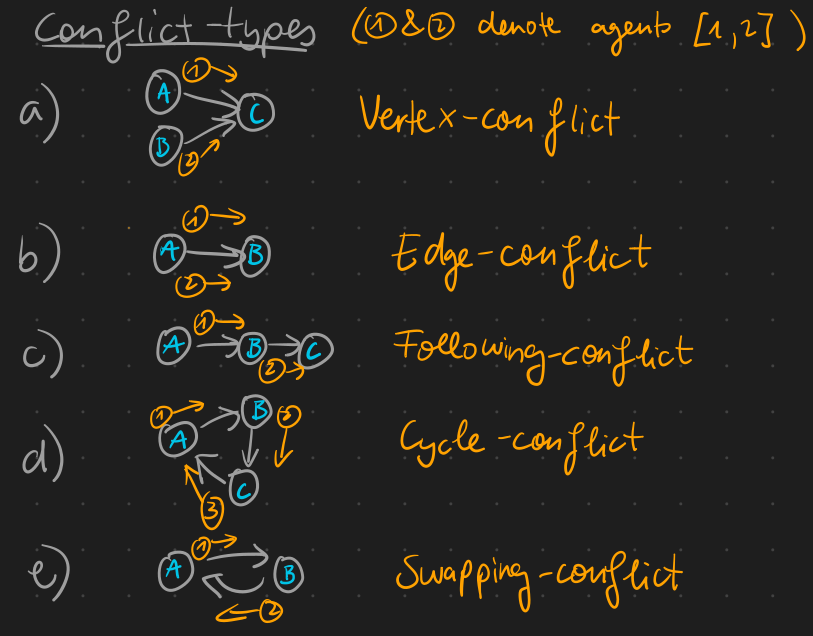 Conflict-types (①&② denote agents [1,2])
① 
a) A C Vertex-conflict
B ②
①
b) A B Edge-conflict
②
①
c) A B C Following-conflict
②
① B ②
d) A Cycle-conflict
C
③
①
e) A B Swapping-conflict
②